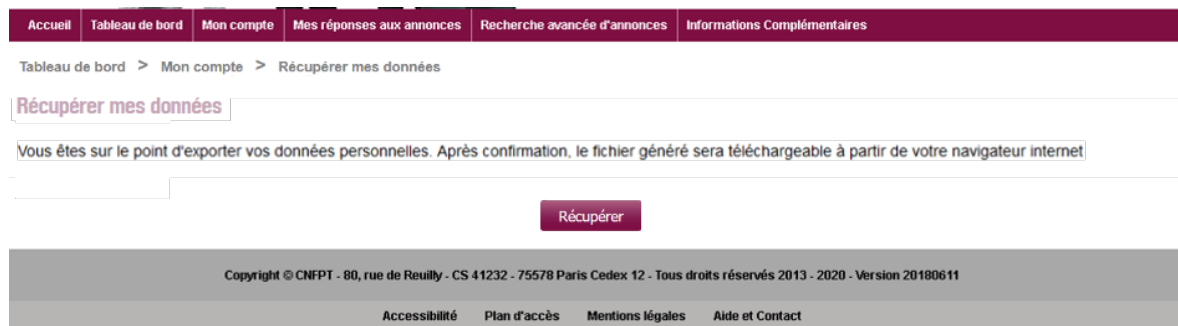 Accueil Tableau de bord Mon compte Mes réponses aux annonces Recherche avancée d'annonces Informations Complémentaires
Tableau de bord > Mon compte > Récupérer mes données
Récupérer mes données
Vous êtes sur le point d'exporter vos données personnelles. Après confirmation, le fichier généré sera téléchargeable à partir de votre navigateur internet
Récupérer
Copyright © CNFPT - 80, rue de Reuilly - CS 41232 - 75578 Paris Cedex 12 - Tous droits réservés 2013 - 2020 - Version 20180611
Accessibilité Plan d'accès Mentions légales Aide et Contact